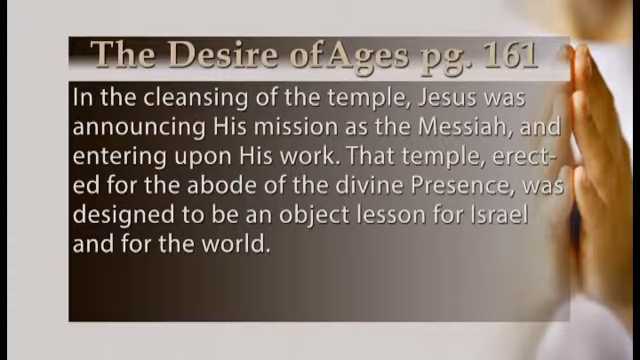 The Desire of Ages pg. 161
In the cleansing of the temple, Jesus was
announcing His mission as the Messiah, and
entering upon His work. That temple, erect-
ed for the abode of the divine Presence, was
designed to be an object lesson for Israel
and for the world.